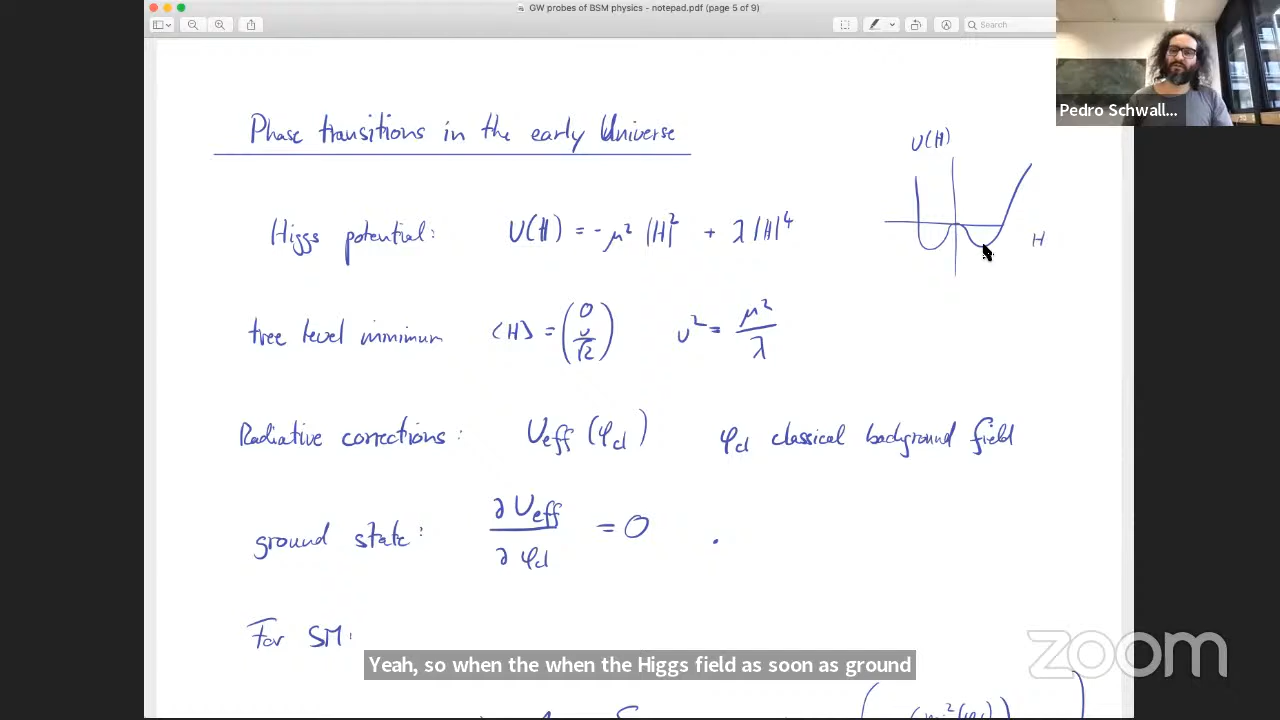 GW probes of BSM physics - notepad.pdf (page 5 of 9)
Search
Pedro Schwall...
Phase transitions in the early Universe
U(H)
H
Higgs potential: U(H) = -μ² |H|² + λ|H|⁴
tree level minimum ⟨H⟩ = (0 v/√2) v² = μ²/λ
Radiative corrections: Ueff (φcl) φcl classical background field
ground state: ∂Ueff/∂φcl = 0 .
For SM:
Yeah, so when the when the Higgs field as soon as ground
zoom